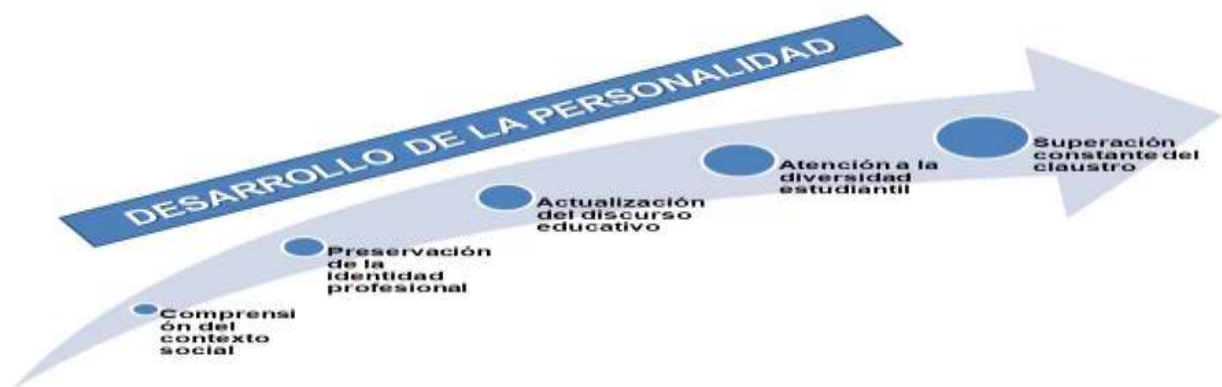 DESARROLLO DE LA PERSONALIDAD
Superación
constante del
claustro
Atención a la
diversidad
estudiantil
Actualización
del discurso
educativo
Preservación
de la
identidad
profesional
Comprensi
ón del
contexto
social